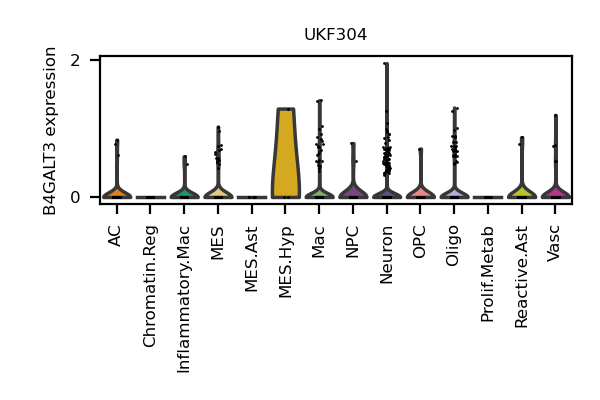 UKF304
B4GALT3 expression
2
0
AC
Chromatin.Reg
Inflammatory.Mac
MES
MES.Ast
MES.Hyp
Mac
NPC
Neuron
OPC
Oligo
Prolif.Metab
Reactive.Ast
Vasc